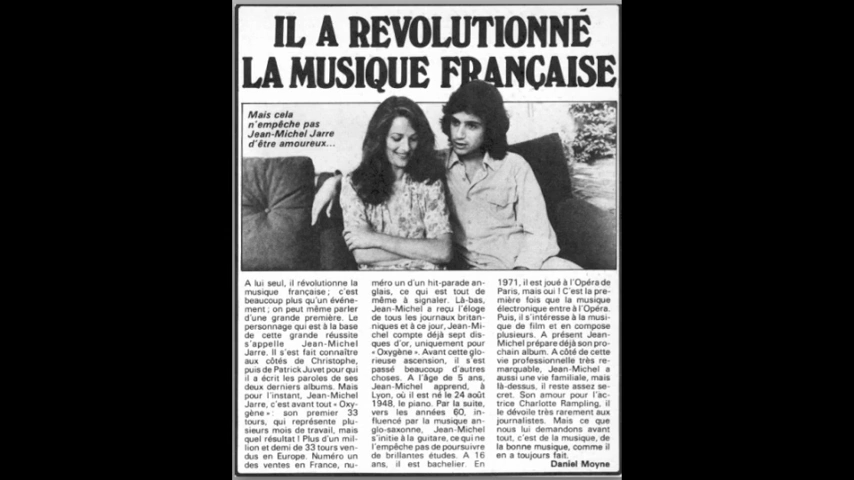 IL A REVOLUTIONNÉ
LA MUSIQUE FRANÇAISE
Mais cela
n'empêche pas
Jean-Michel Jarre
d'être amoureux...
A lui seul, il révolutionne la
musique française ; c'est
beaucoup plus qu'un événe-
ment ; on peut même parler
d'une grande première. Le
personnage qui est à la base
de cette grande réussite
s'appelle Jean-Michel
Jarre. Il s'est fait connaître
aux côtés de Christophe,
puis de Patrick Juvet pour qui
il a écrit les paroles de ses
deux derniers albums. Mais
pour l'instant, Jean-Michel
Jarre, c'est avant tout « Oxy-
gène » : son premier 33
tours, qui représente plu-
sieurs mois de travail, mais
quel résultat ! Plus d'un mil-
lion et demi de 33 tours ven-
dus en Europe. Numéro un
des ventes en France, nu-
méro un d'un hit-parade an-
glais, ce qui est tout de
même à signaler. Là-bas,
Jean-Michel a reçu l'éloge
de tous les journaux britan-
niques et à ce jour, Jean-Mi-
chel compte déjà sept dis-
ques d'or, uniquement pour
« Oxygène ». Avant cette glo-
rieuse ascension, il s'est
passé beaucoup d'autres
choses. A l'âge de 5 ans,
Jean-Michel apprend, à
Lyon, où il est né le 24 août
1948, le piano. Par la suite,
vers les années 60, in-
fluencé par la musique an-
glo-saxonne, Jean-Michel
s'initie à la guitare, ce qui ne
l'empêche pas de poursuivre
de brillantes études. A 16
ans, il est bachelier. En
1971, il est joué à l'Opéra de
Paris, mais oui ! C'est la pre-
mière fois que la musique
électronique entre à l'Opéra.
Puis, il s'intéresse à la musi-
que de film et en compose
plusieurs. A présent Jean-
Michel prépare déjà son pro-
chain album. A côté de cette
vie professionnelle très re-
marquable, Jean-Michel a
aussi une vie familiale, mais
là-dessus, il reste assez se-
cret. Son amour pour l'ac-
trice Charlotte Rampling, il
le dévoile très rarement aux
journalistes. Mais ce que
nous lui demandons avant
tout, c'est de la musique, de
la bonne musique, comme il
en a toujours fait.
Daniel Moyne